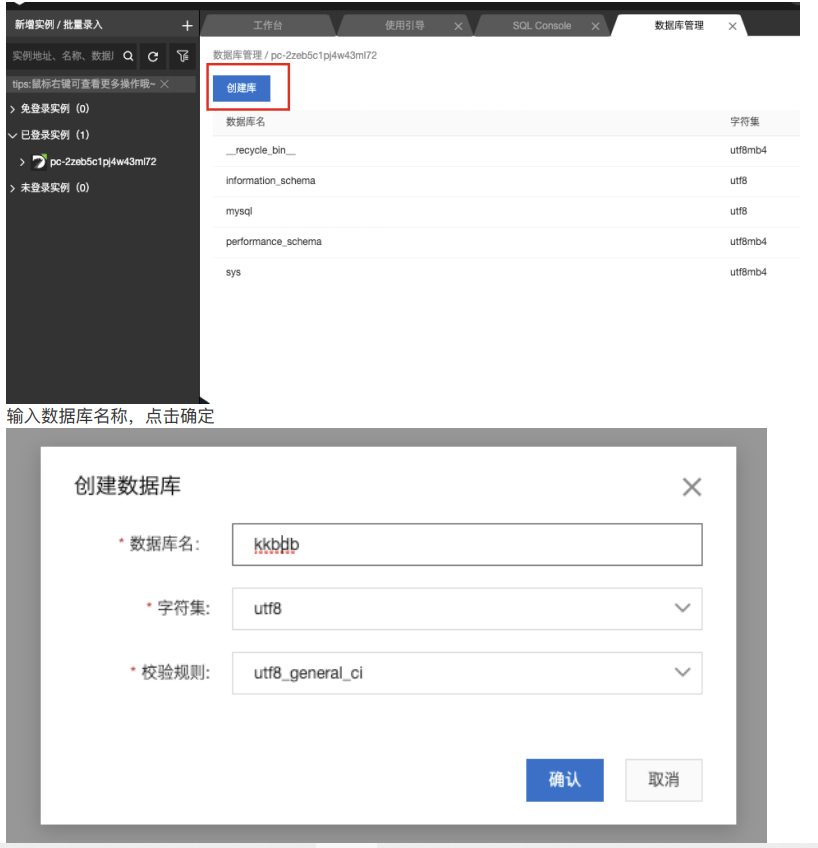 新增实例 / 批量录入 +
工作台 使用引导 SQL Console 数据库管理
实例地址、名称、数据
数据库管理 / pc-2zeb5c1pj4w43ml72
tips:鼠标右键可查看更多操作哦~
创建库
免登录实例（0）
已登录实例（1）
pc-2zeb5c1pj4w43ml72
未登录实例（0）
数据库名 字符集
__recycle_bin__ utf8mb4
information_schema utf8
mysql utf8
performance_schema utf8mb4
sys utf8mb4
输入数据库名称，点击确定
创建数据库
* 数据库名: kkbdb
* 字符集: utf8
* 校验规则: utf8_general_ci
确认 取消